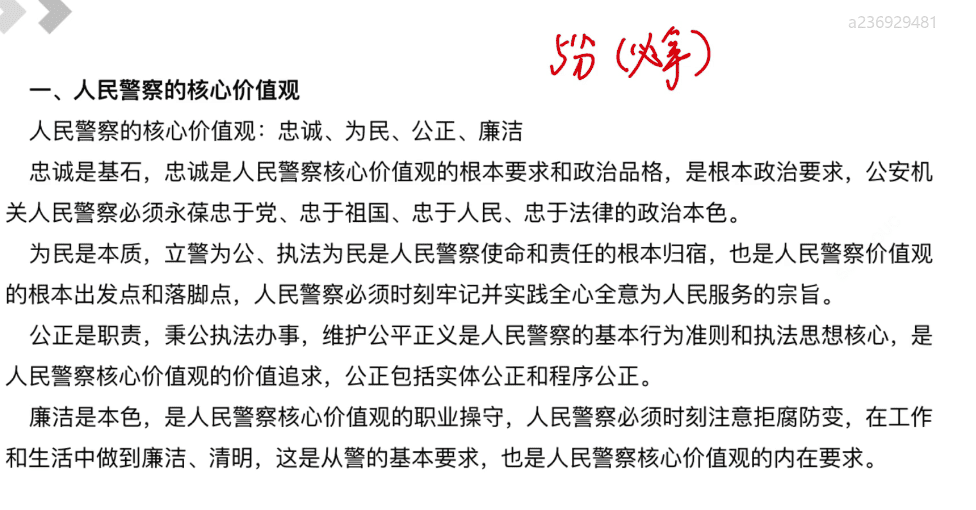 a236929481
5分（必争）
一、人民警察的核心价值观
人民警察的核心价值观：忠诚、为民、公正、廉洁
忠诚是基石，忠诚是人民警察核心价值观的根本要求和政治品格，是根本政治要求，公安机
关人民警察必须永葆忠于党、忠于祖国、忠于人民、忠于法律的政治本色。
为民是本质，立警为公、执法为民是人民警察使命和责任的根本归宿，也是人民警察价值观
的根本出发点和落脚点，人民警察必须时刻牢记并实践全心全意为人民服务的宗旨。
公正是职责，秉公执法办事，维护公平正义是人民警察的基本行为准则和执法思想核心，是
人民警察核心价值观的价值追求，公正包括实体公正和程序公正。
廉洁是本色，是人民警察核心价值观的职业操守，人民警察必须时刻注意拒腐防变，在工作
和生活中做到廉洁、清明，这是从警的基本要求，也是人民警察核心价值观的内在要求。